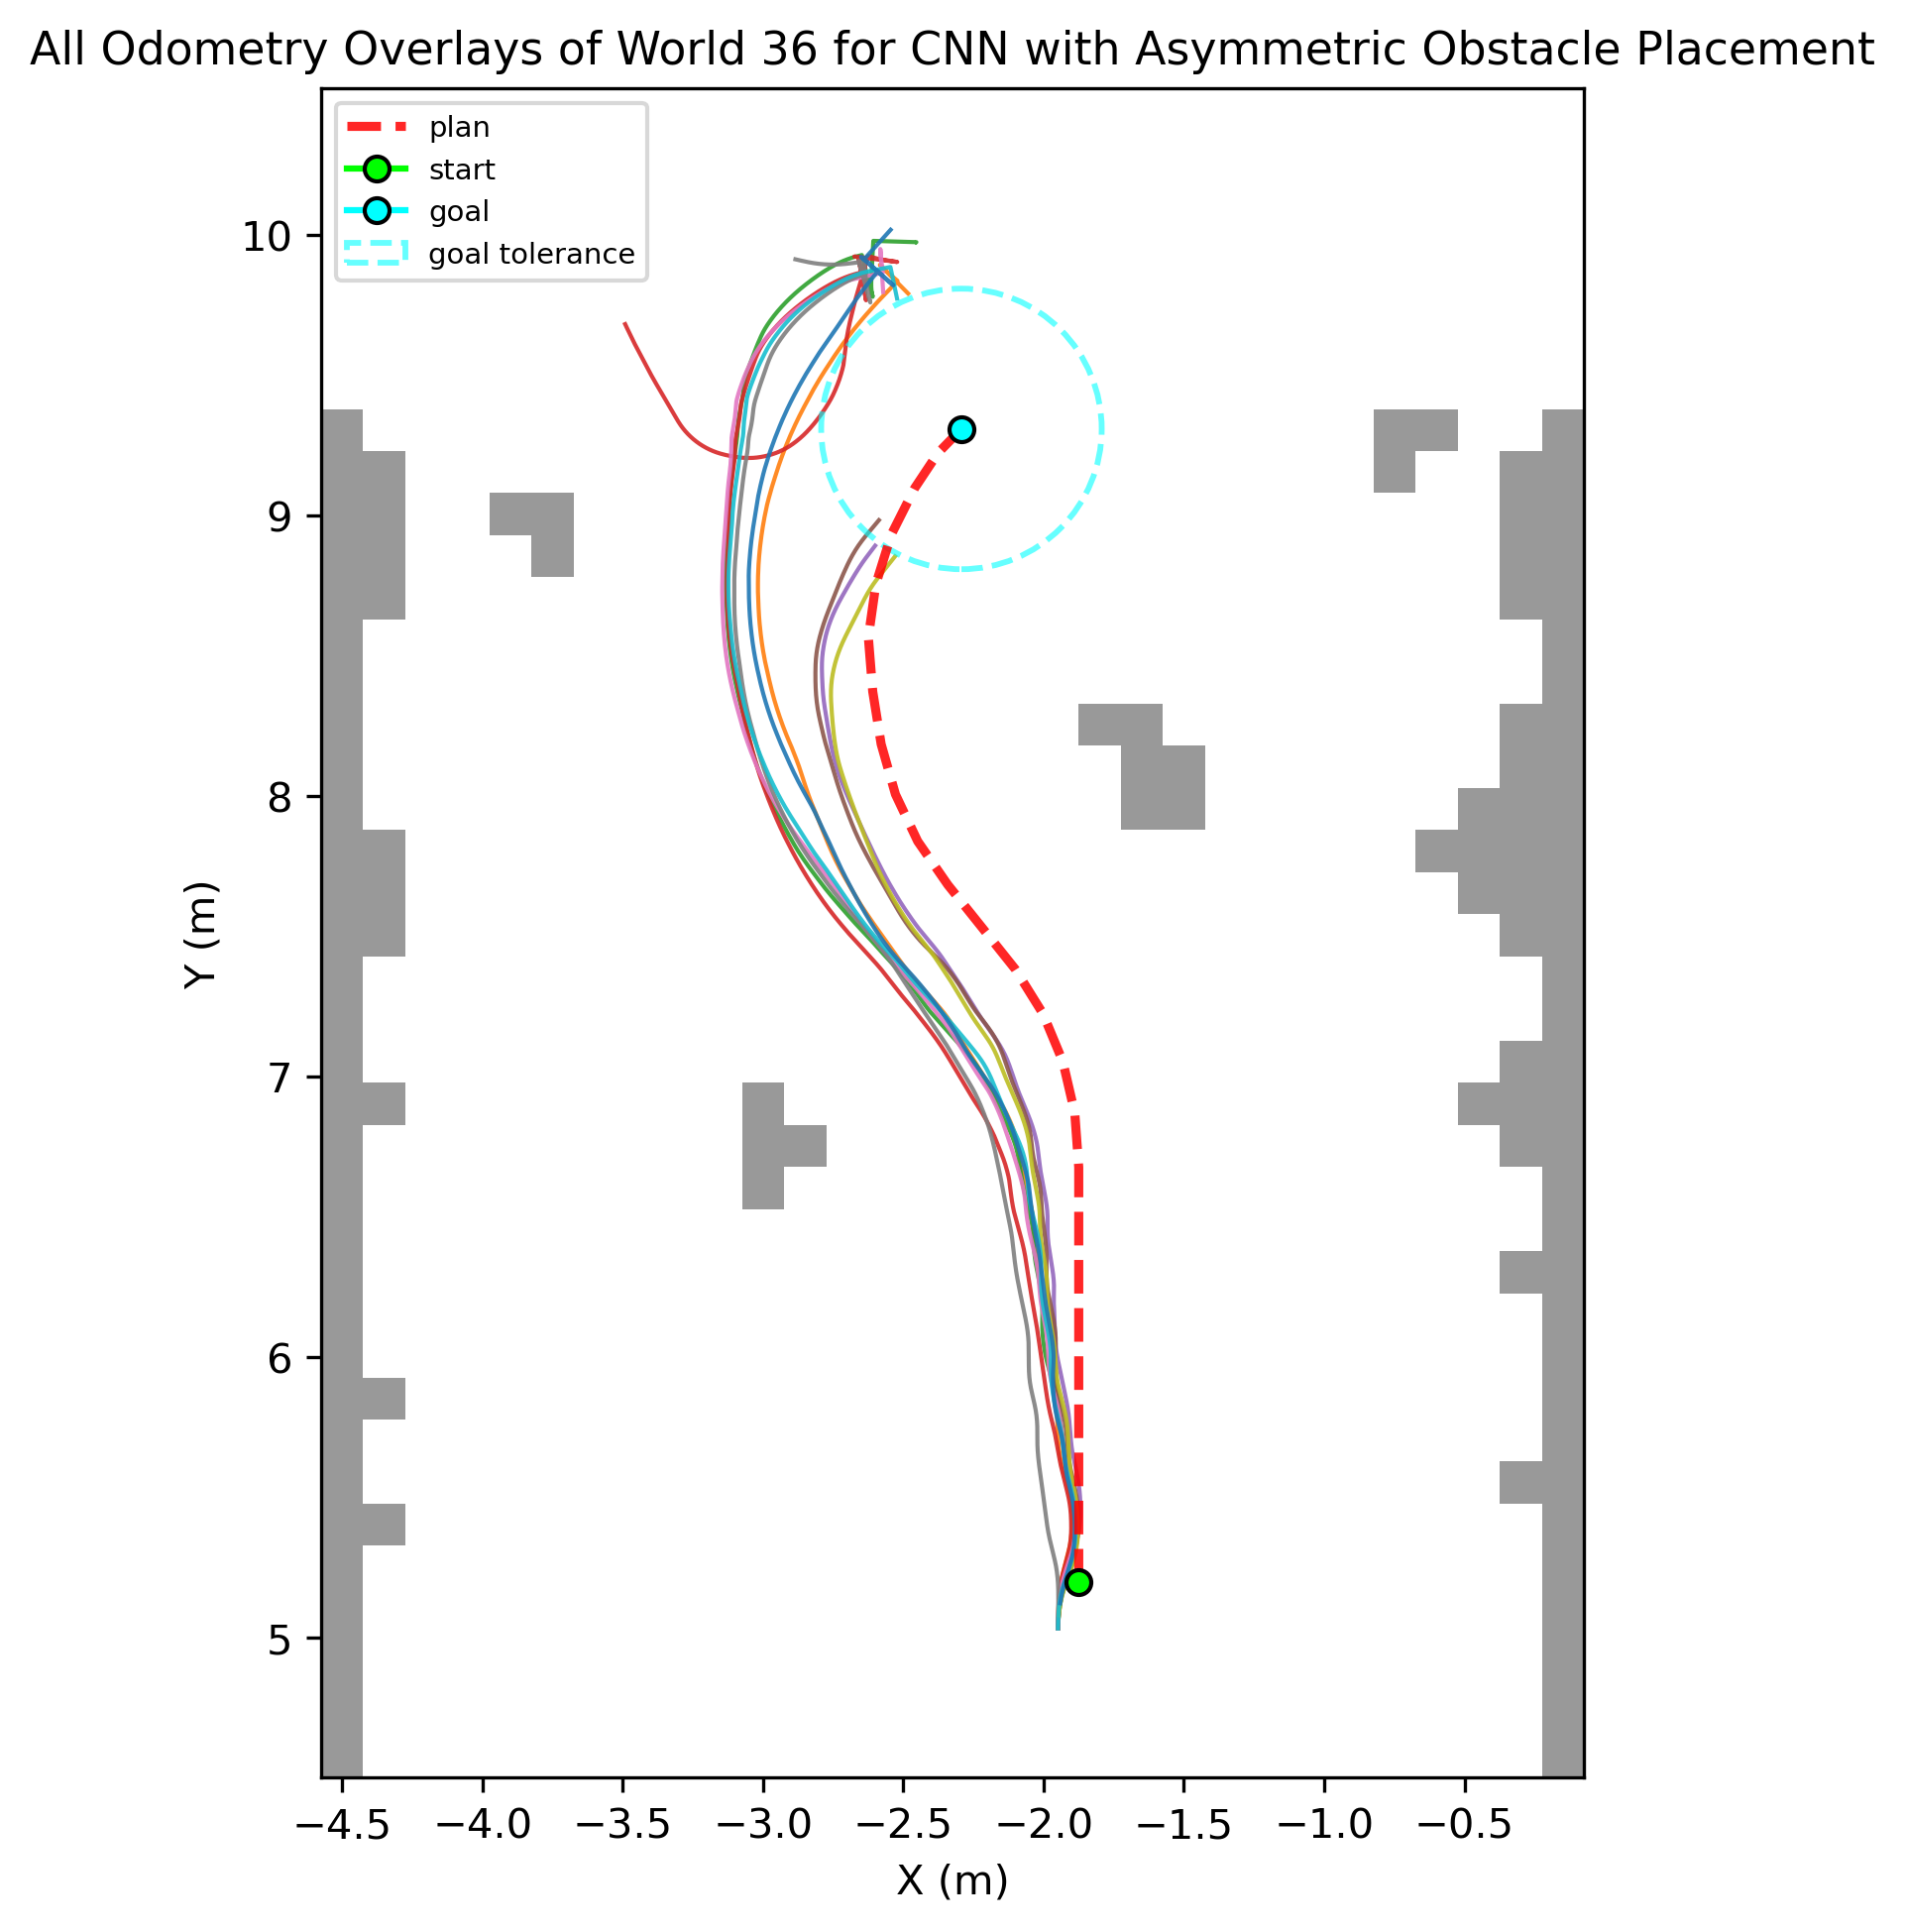 All Odometry Overlays of World 36 for CNN with Asymmetric Obstacle Placement
plan
start
goal
goal tolerance
10
9
8
7
6
5
Y (m)
−4.5 −4.0 −3.5 −3.0 −2.5 −2.0 −1.5 −1.0 −0.5
X (m)